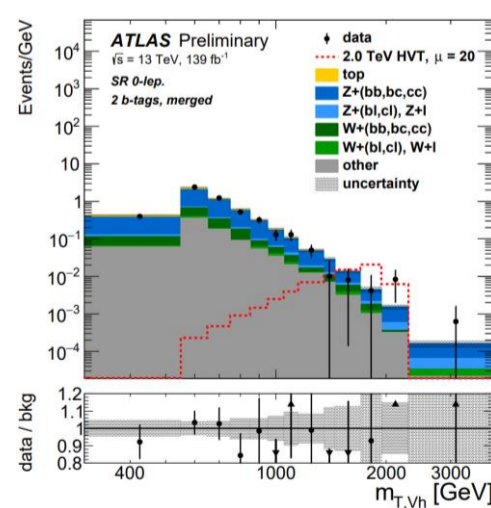 ATLAS Preliminary
√s = 13 TeV, 139 fb⁻¹
SR 0-lep.
2 b-tags, merged
data
2.0 TeV HVT, μ = 20
top
Z+(bb,bc,cc)
Z+(bl,cl), Z+l
W+(bb,bc,cc)
W+(bl,cl), W+l
other
uncertainty
Events/GeV
10⁴
10³
10²
10
1
10⁻¹
10⁻²
10⁻³
10⁻⁴
data / bkg
1.2
1.1
1
0.9
0.8
400
1000
2000
3000
m_T,Vh [GeV]